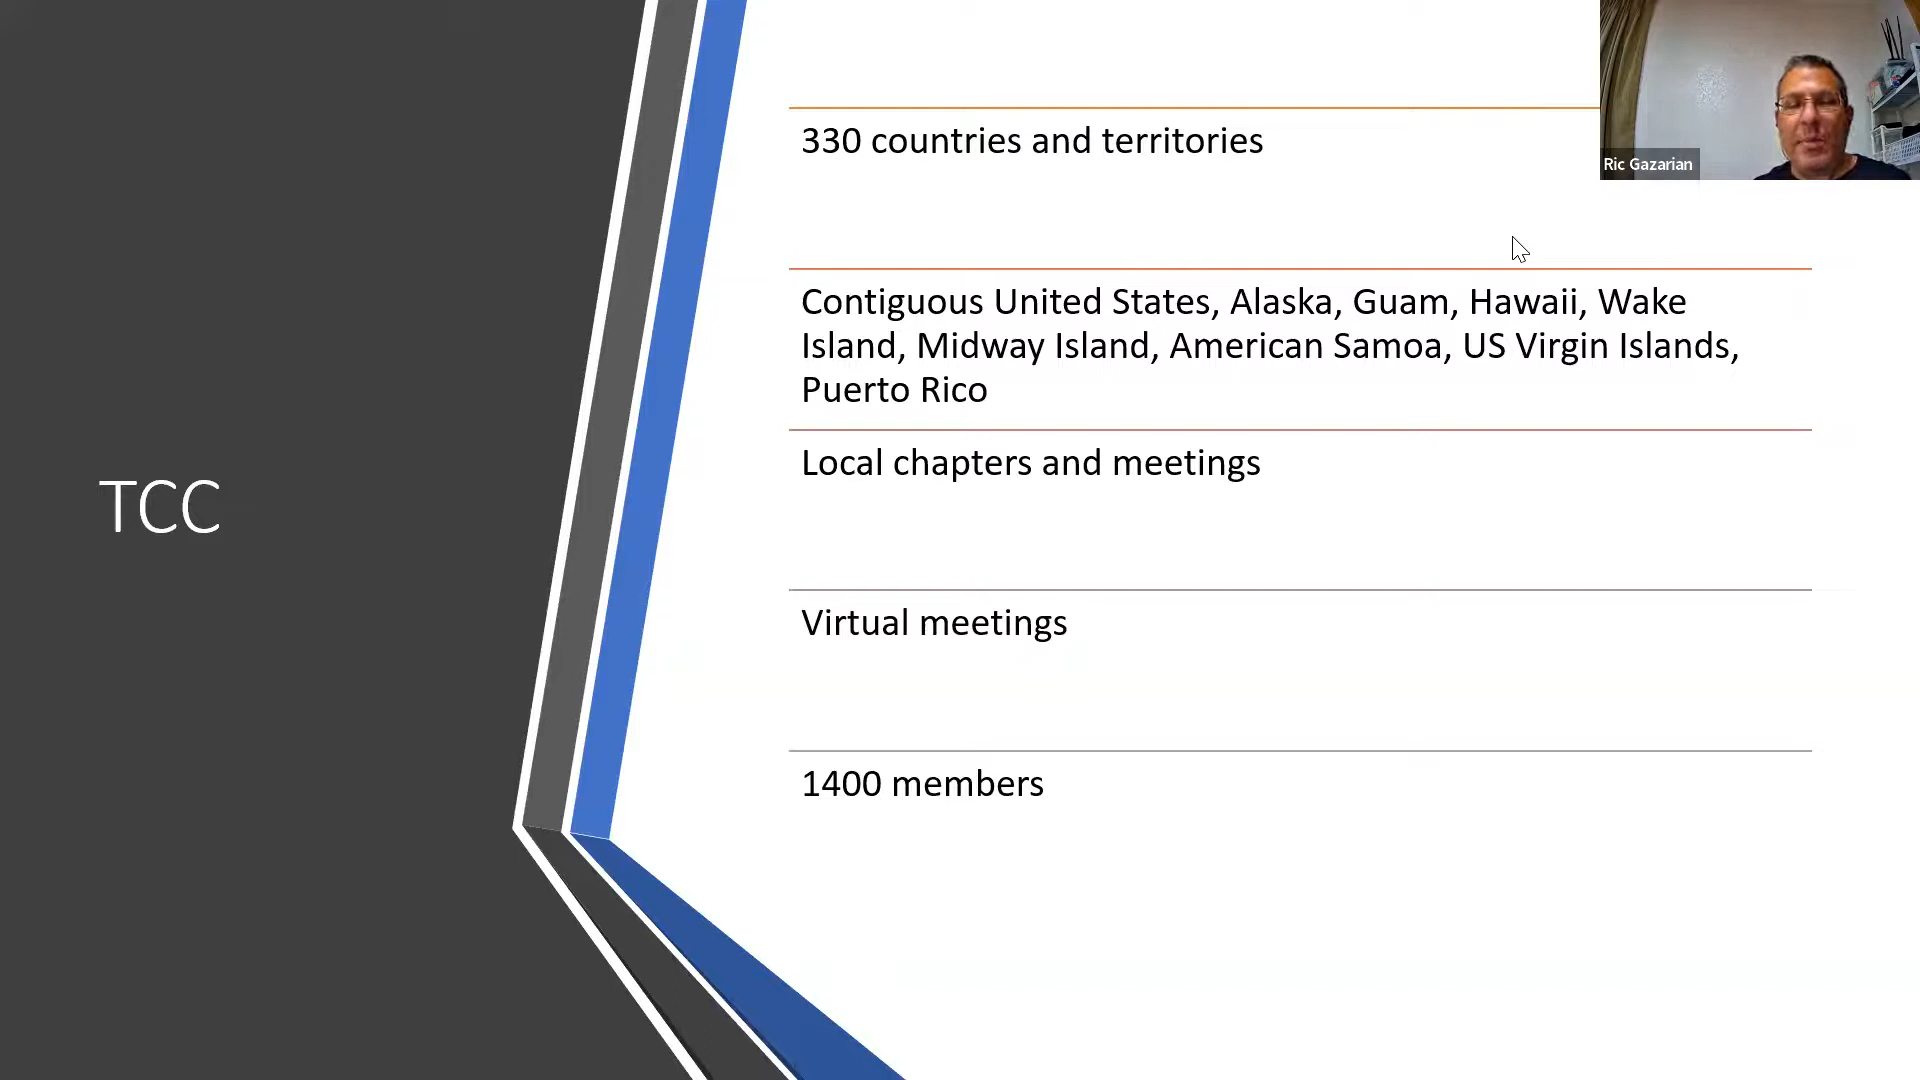 TCC
330 countries and territories
Contiguous United States, Alaska, Guam, Hawaii, Wake
Island, Midway Island, American Samoa, US Virgin Islands,
Puerto Rico
Local chapters and meetings
Virtual meetings
1400 members
Ric Gazarian